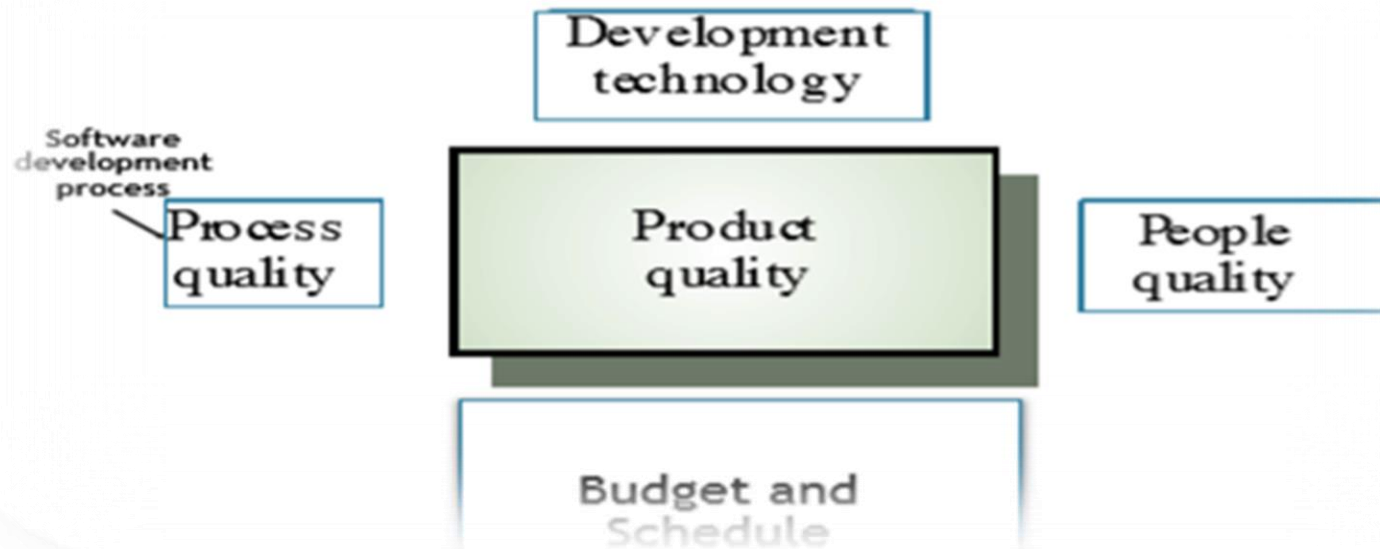 Development
technology
Software
development
process
Process
quality
Product
quality
People
quality
Budget and
Schedule